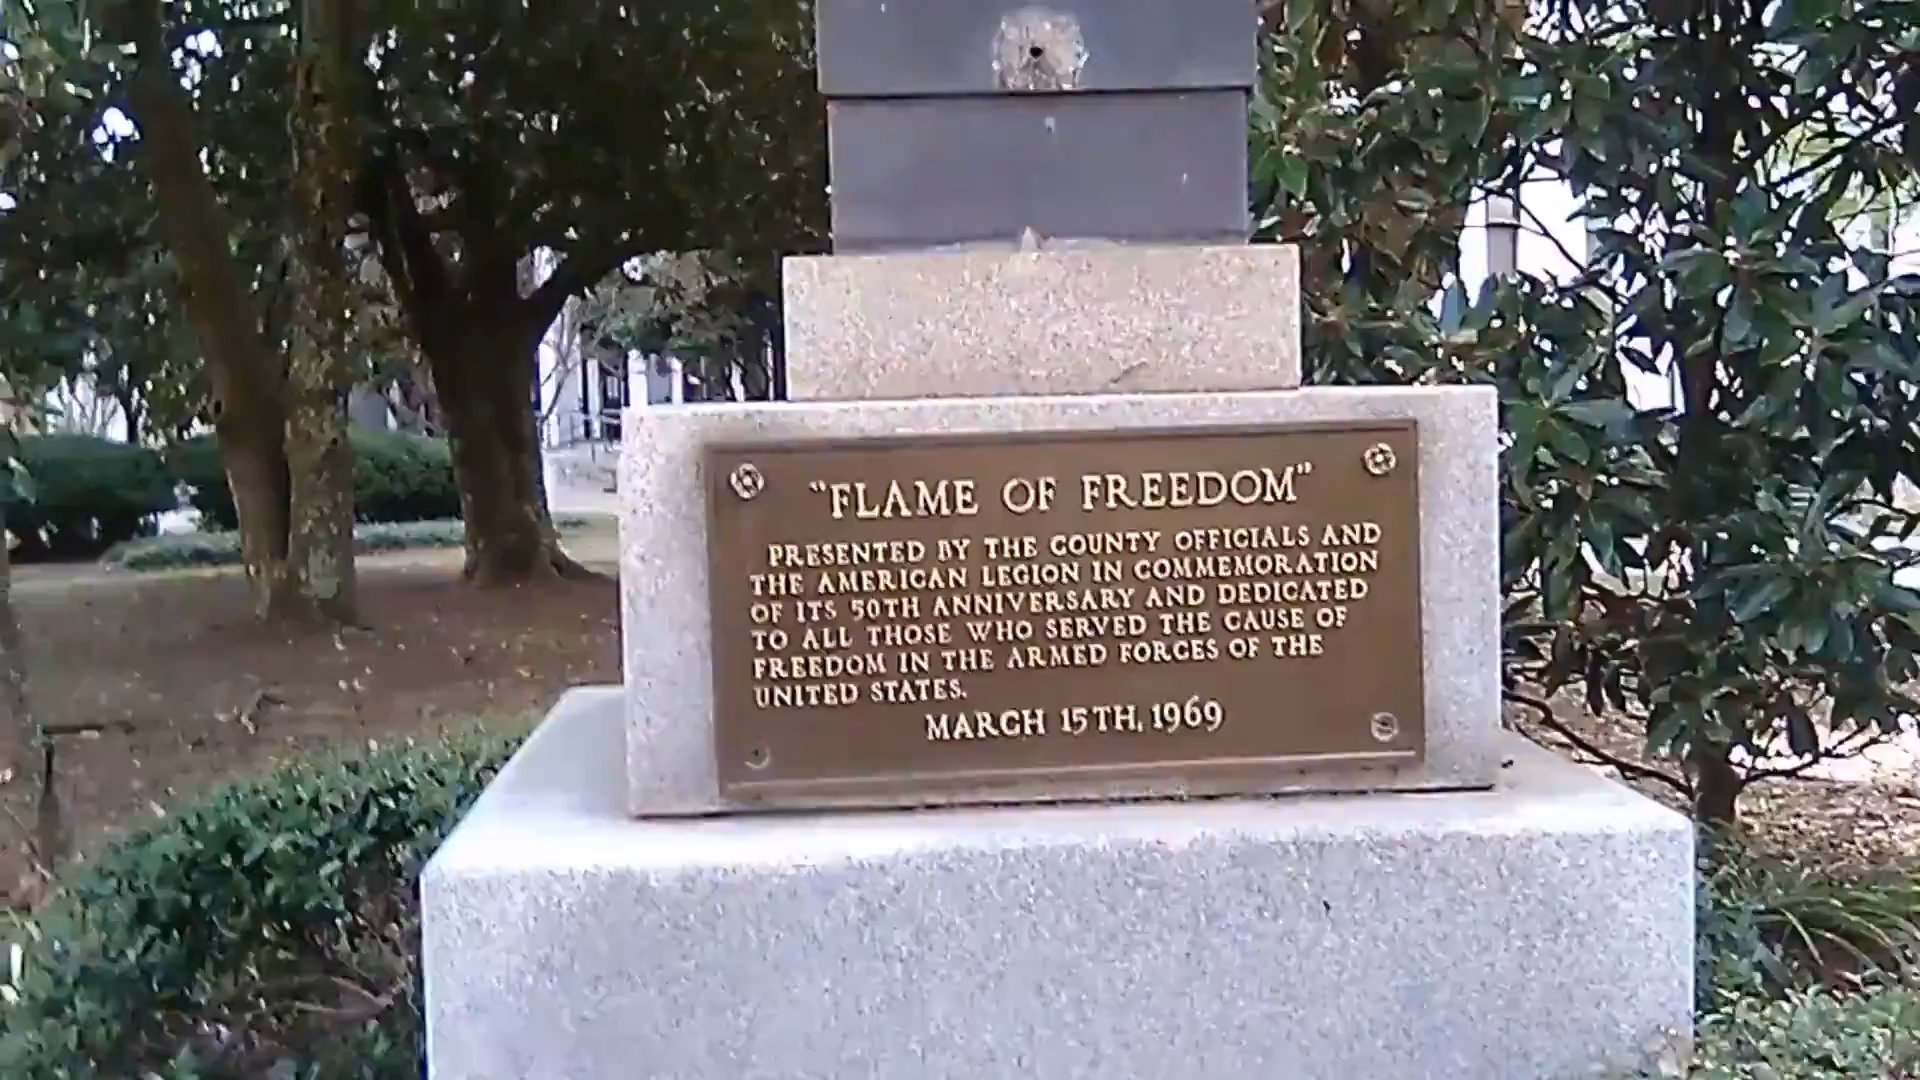 "FLAME OF FREEDOM"
PRESENTED BY THE COUNTY OFFICIALS AND
THE AMERICAN LEGION IN COMMEMORATION
OF ITS 50TH ANNIVERSARY AND DEDICATED
TO ALL THOSE WHO SERVED THE CAUSE OF
FREEDOM IN THE ARMED FORCES OF THE
UNITED STATES.
MARCH 15TH, 1969